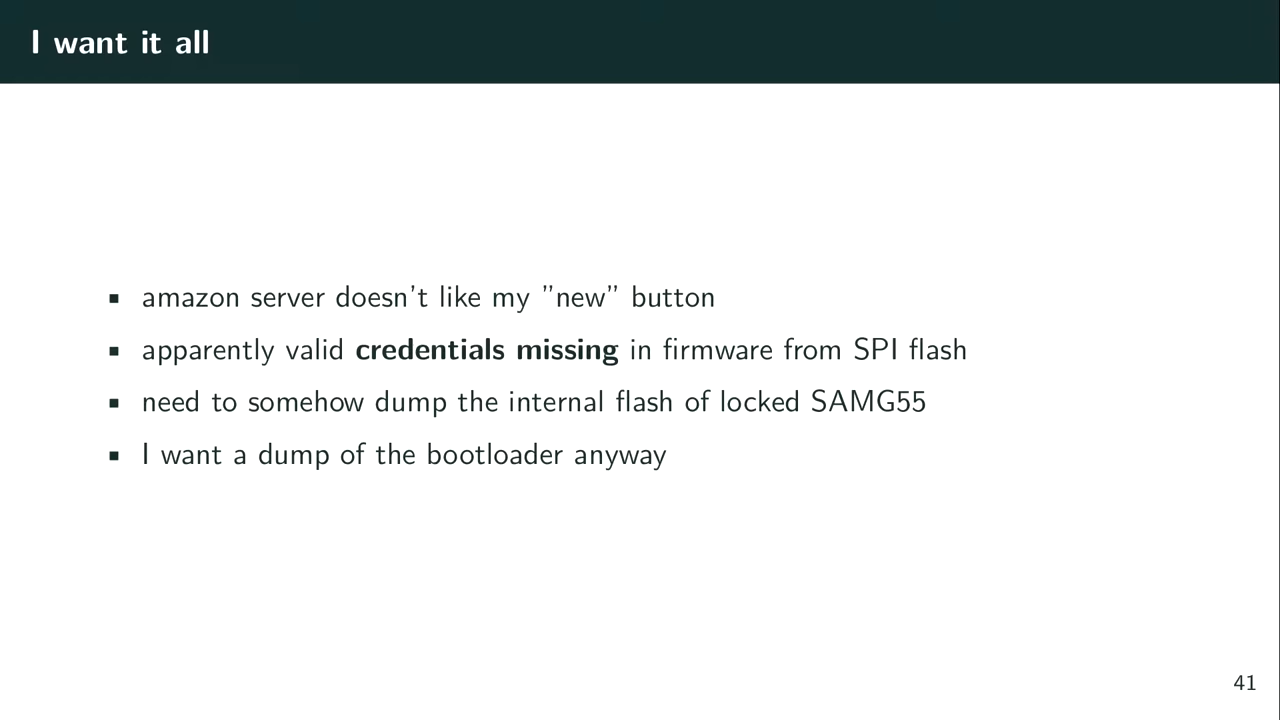 I want it all
▪ amazon server doesn't like my ”new” button
▪ apparently valid credentials missing in firmware from SPI flash
▪ need to somehow dump the internal flash of locked SAMG55
▪ I want a dump of the bootloader anyway
41